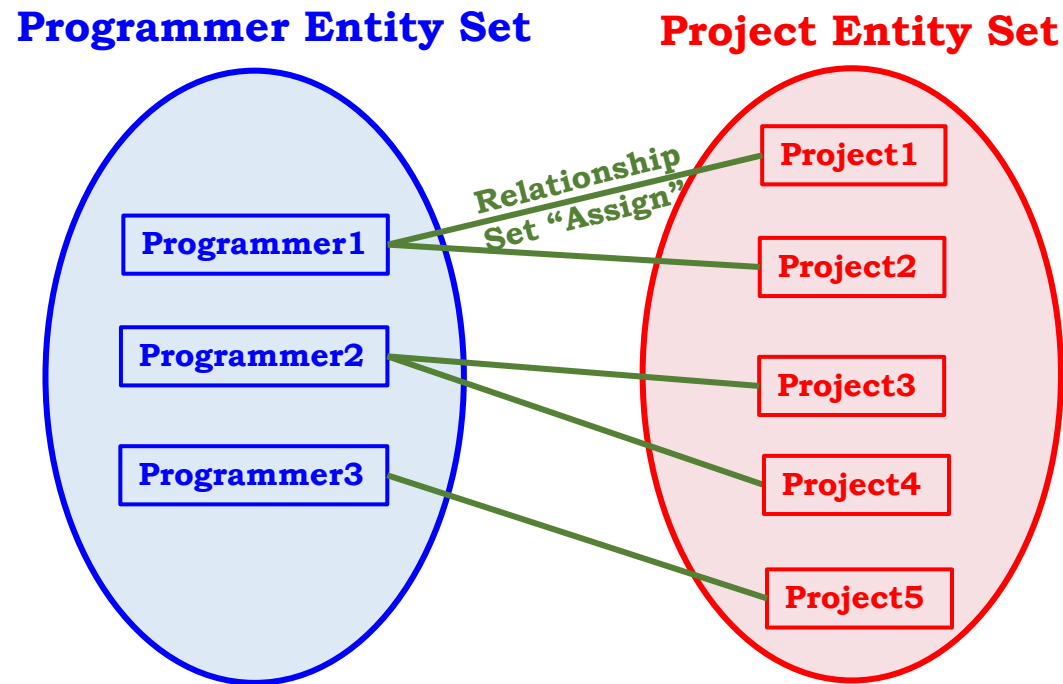 Programmer Entity Set
Project Entity Set
Relationship
Set “Assign”
Programmer1
Programmer2
Programmer3
Project1
Project2
Project3
Project4
Project5